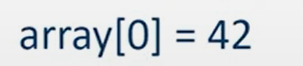 array[0] = 42